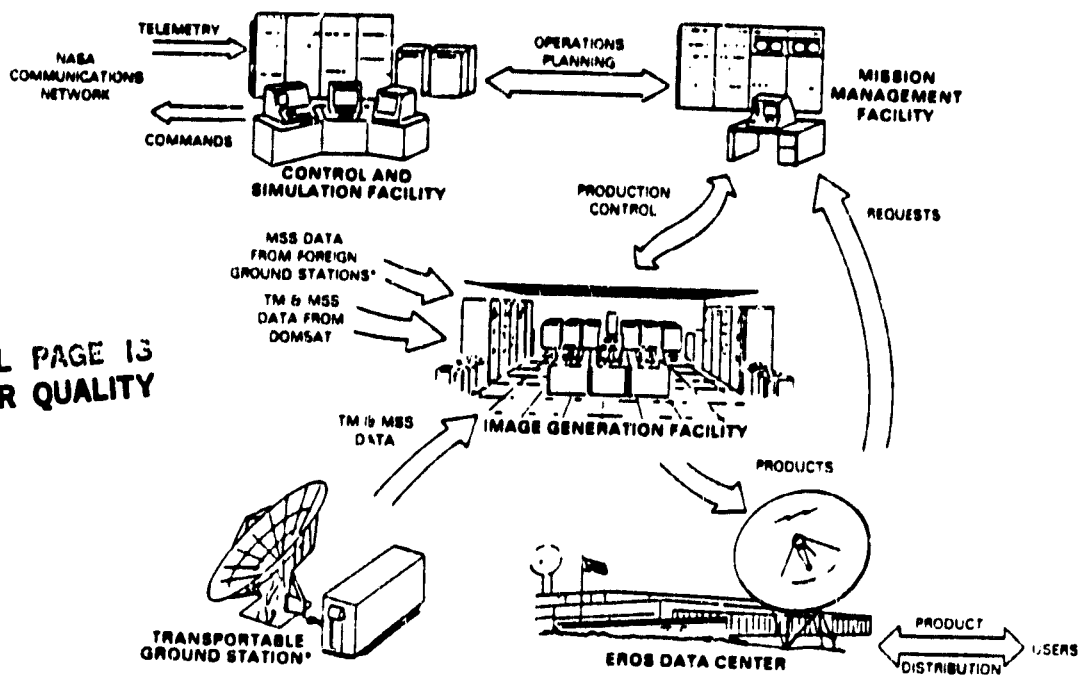 TELEMETRY
NASA
COMMUNICATIONS
NETWORK
COMMANDS
CONTROL AND
SIMULATION FACILITY
OPERATIONS
PLANNING
MISSION
MANAGEMENT
FACILITY
PRODUCTION
CONTROL
REQUESTS
MSS DATA
FROM FOREIGN
GROUND STATIONS*
TM & MSS
DATA FROM
DOMSAT
L PAGE IS
R QUALITY
TM & MSS
DATA
IMAGE GENERATION FACILITY
PRODUCTS
TRANSPORTABLE
GROUND STATION*
EROS DATA CENTER
PRODUCT
DISTRIBUTION
USERS